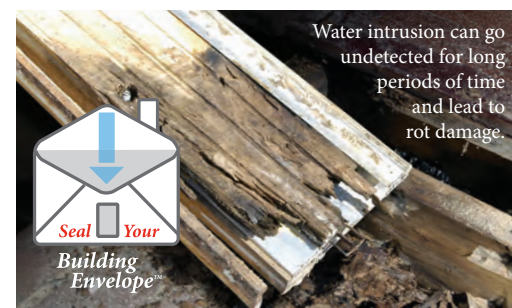 Water intrusion can go
undetected for long
periods of time
and lead to
rot damage.
Seal Your
Building
Envelope™